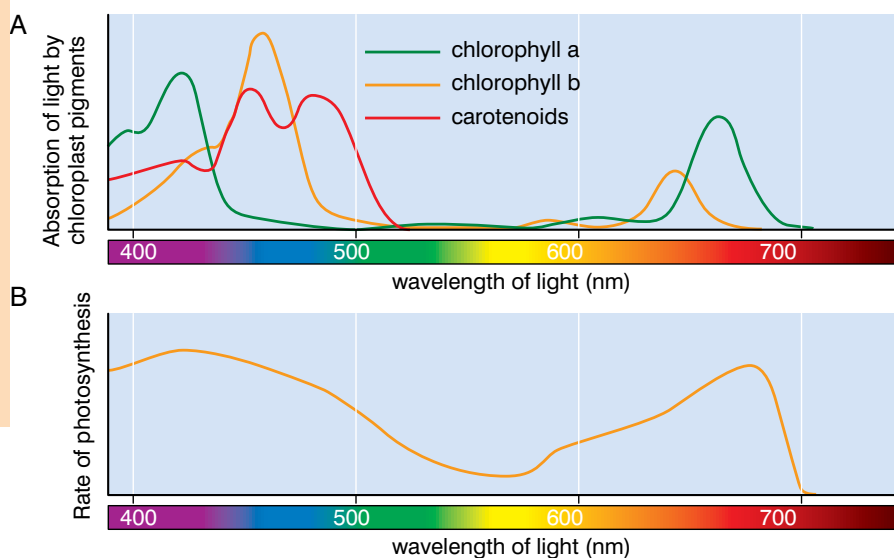 A
Absorption of light by
chloroplast pigments
chlorophyll a
chlorophyll b
carotenoids
400 500 600 700
wavelength of light (nm)
B
Rate of photosynthesis
400 500 600 700
wavelength of light (nm)